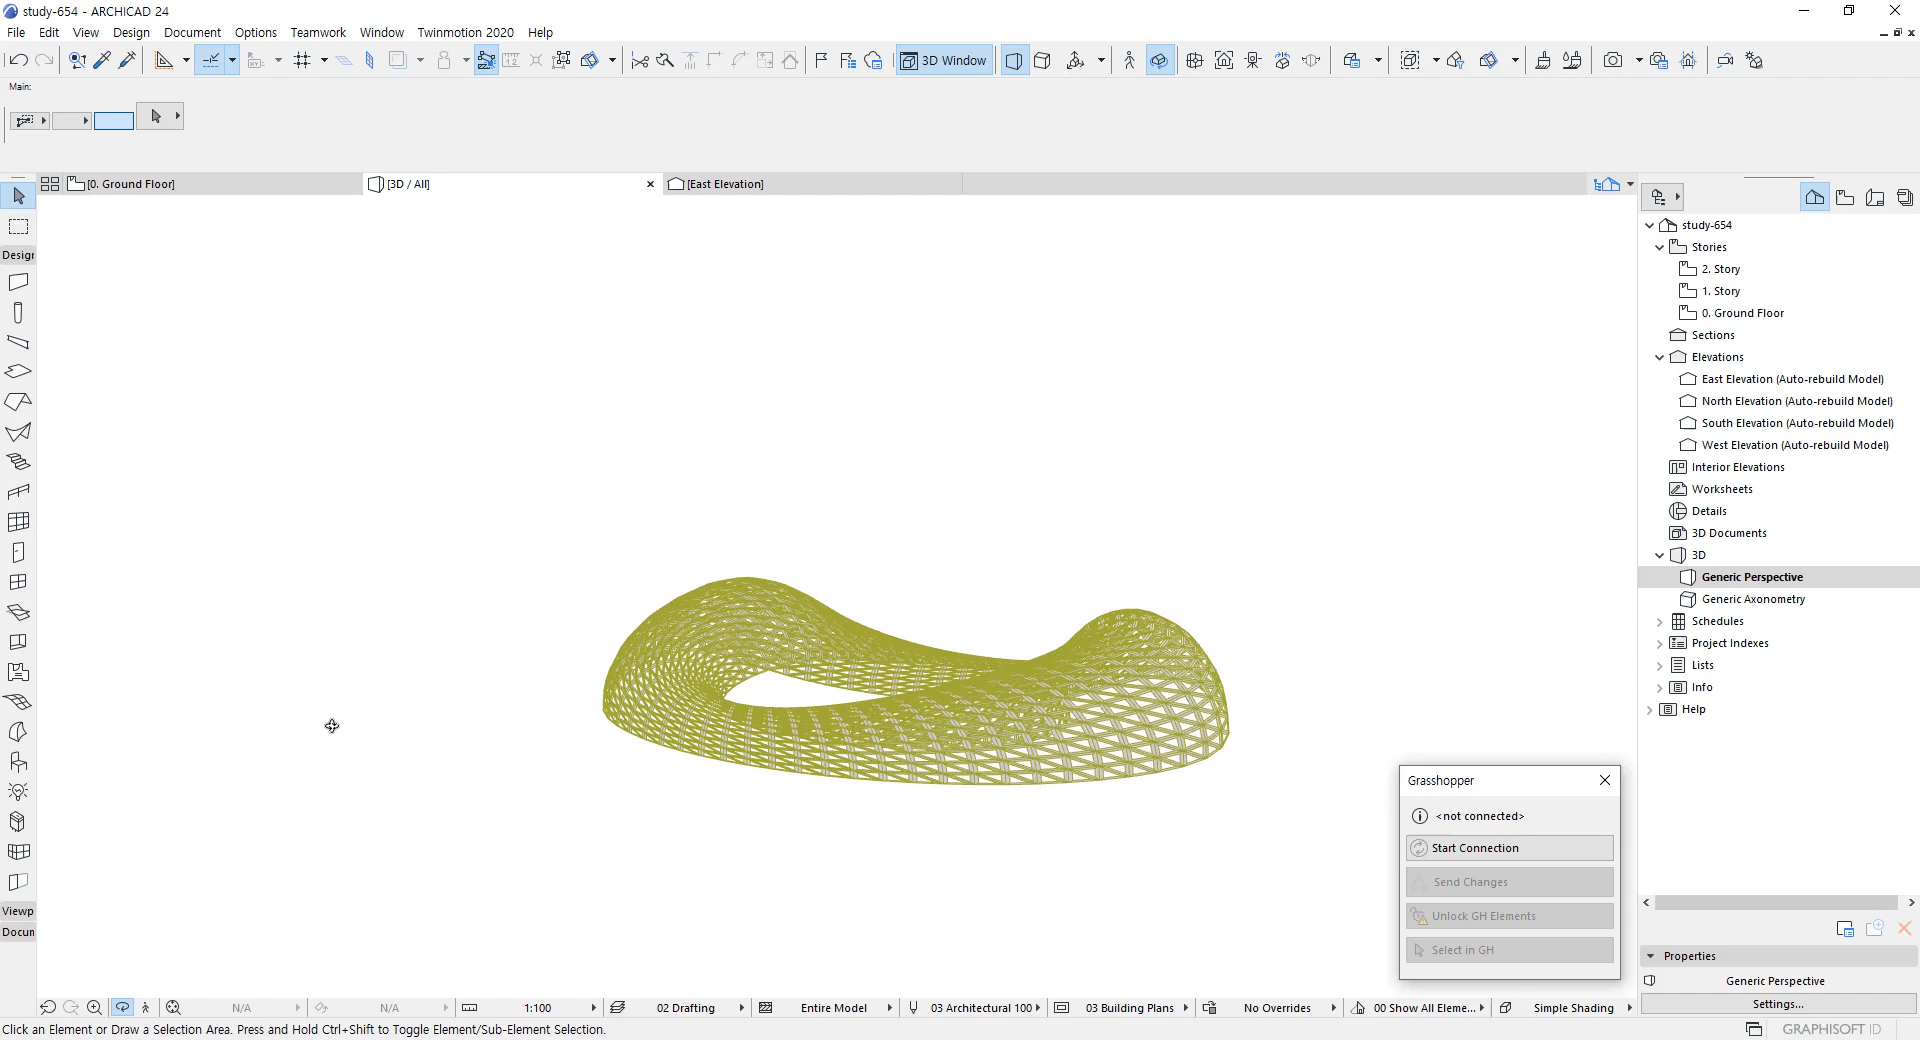 study-654 - ARCHICAD 24
File Edit View Design Document Options Teamwork Window Twinmotion 2020 Help
3D Window
Main:
[0. Ground Floor]
[3D / All]
[East Elevation]
Design
Viewp
Docun
study-654
Stories
2. Story
1. Story
0. Ground Floor
Sections
Elevations
East Elevation (Auto-rebuild Model)
North Elevation (Auto-rebuild Model)
South Elevation (Auto-rebuild Model)
West Elevation (Auto-rebuild Model)
Interior Elevations
Worksheets
Details
3D Documents
3D
Generic Perspective
Generic Axonometry
Schedules
Project Indexes
Lists
Info
Help
Grasshopper
<not connected>
Start Connection
Send Changes
Unlock GH Elements
Select in GH
Properties
Generic Perspective
Settings...
N/A N/A 1:100 02 Drafting Entire Model 03 Architectural 100 03 Building Plans No Overrides 00 Show All Eleme... Simple Shading
Click an Element or Draw a Selection Area. Press and Hold Ctrl+Shift to Toggle Element/Sub-Element Selection.
GRAPHISOFT ID